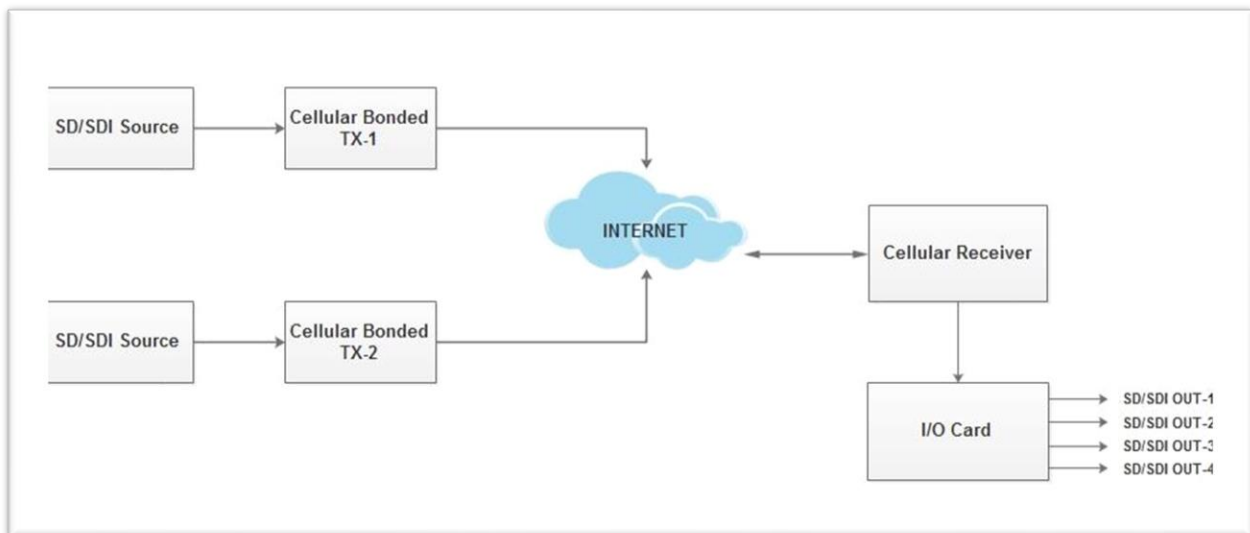 SD/SDI Source
Cellular Bonded
TX-1
INTERNET
Cellular Receiver
SD/SDI Source
Cellular Bonded
TX-2
I/O Card
SD/SDI OUT-1
SD/SDI OUT-2
SD/SDI OUT-3
SD/SDI OUT-4